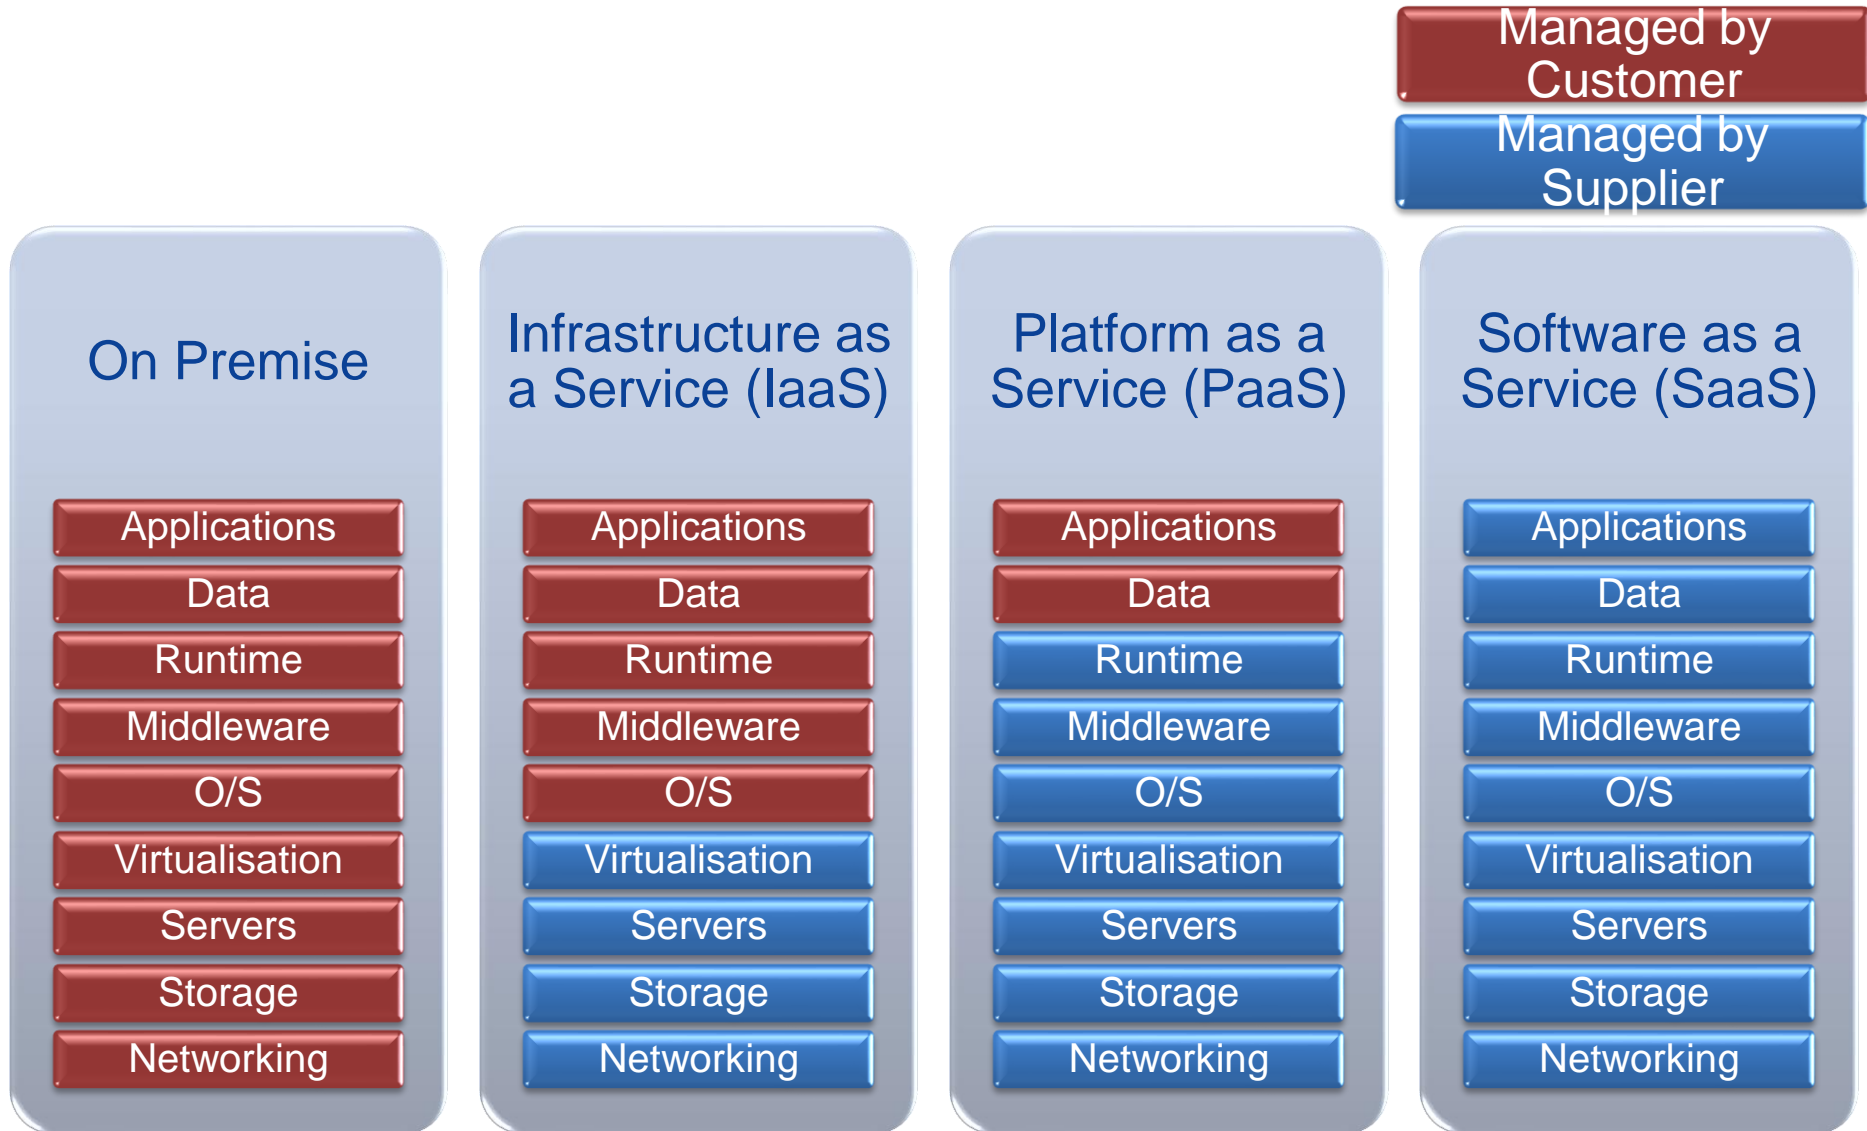 Managed by
Customer
Managed by
Supplier
On Premise
Applications
Data
Runtime
Middleware
O/S
Virtualisation
Servers
Storage
Networking
Infrastructure as
a Service (IaaS)
Applications
Data
Runtime
Middleware
O/S
Virtualisation
Servers
Storage
Networking
Platform as a
Service (PaaS)
Applications
Data
Runtime
Middleware
O/S
Virtualisation
Servers
Storage
Networking
Software as a
Service (SaaS)
Applications
Data
Runtime
Middleware
O/S
Virtualisation
Servers
Storage
Networking